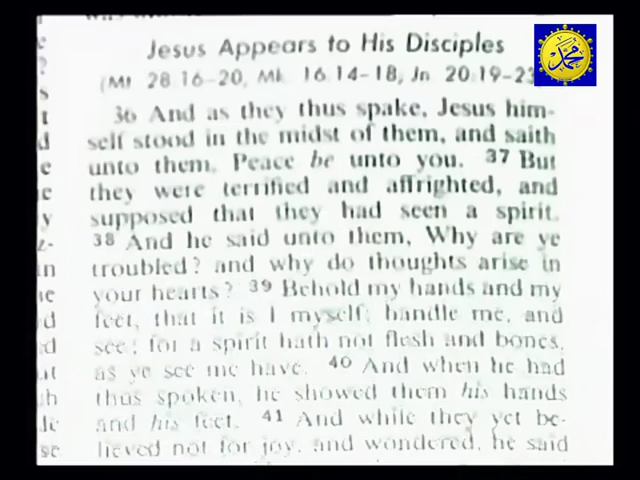 Jesus Appears to His Disciples
(Mt 28.16-20, Mk 16.14-18, Jn 20.19-23
36 And as they thus spake, Jesus him-
self stood in the midst of them, and saith
unto them, Peace be unto you. 37 But
they were terrified and affrighted, and
supposed that they had seen a spirit.
38 And he said unto them, Why are ye
troubled? and why do thoughts arise in
your hearts? 39 Behold my hands and my
feet, that it is I myself: handle me, and
see; for a spirit hath not flesh and bones,
as ye see me have. 40 And when he had
thus spoken, he showed them his hands
and his feet. 41 And while they yet be-
lieved not for joy, and wondered, he said
محمد